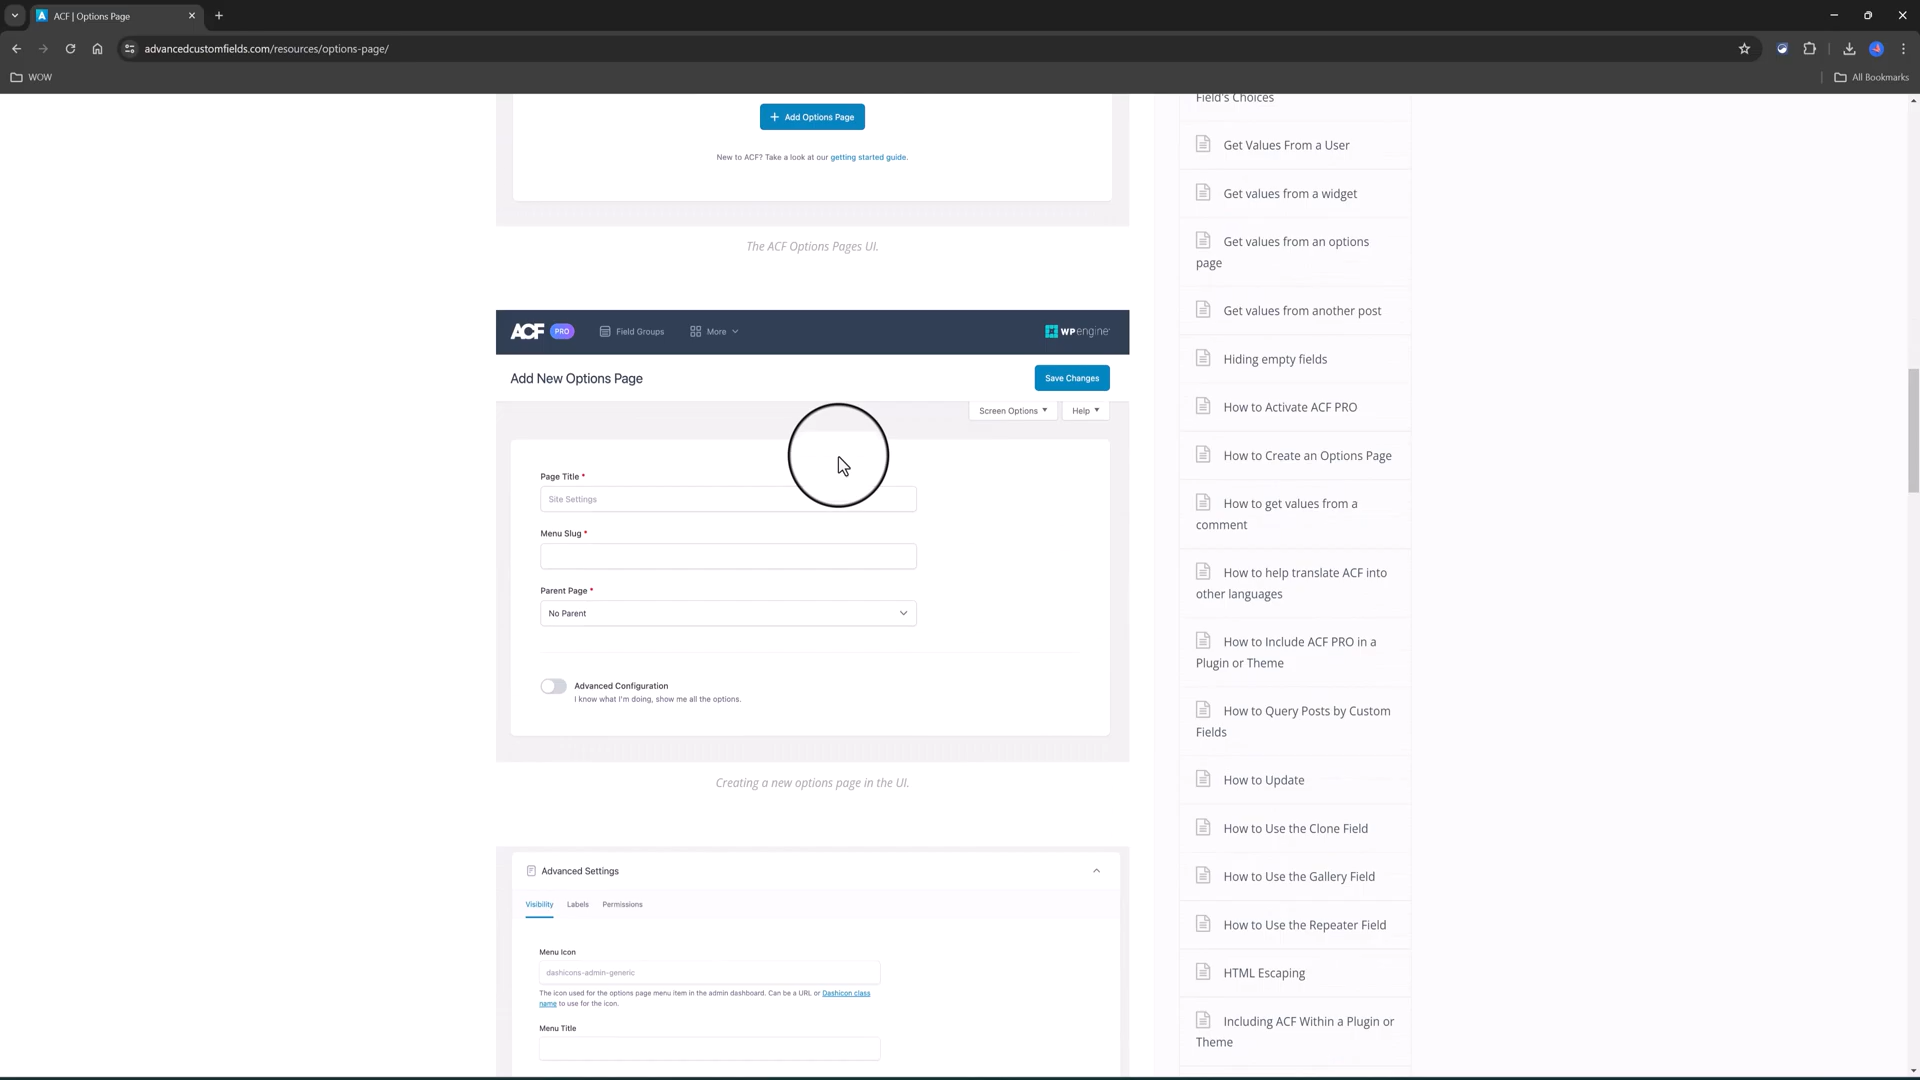 ACF | Options Page
advancedcustomfields.com/resources/options-page/
WOW
All Bookmarks
Add Options Page
New to ACF? Take a look at our getting started guide.
The ACF Options Pages UI.
ACF PRO Field Groups More WP engine
Add New Options Page
Save Changes
Screen Options Help
Page Title *
Site Settings
Menu Slug *
Parent Page *
No Parent
Advanced Configuration
I know what I'm doing, show me all the options.
Creating a new options page in the UI.
Advanced Settings
Visibility Labels Permissions
Menu Icon
dashicons-admin-generic
The icon used for the options page menu item in the admin dashboard. Can be a URL or Dashicon class
name to use for the icon.
Menu Title
Field's Choices
Get Values From a User
Get values from a widget
Get values from an options
page
Get values from another post
Hiding empty fields
How to Activate ACF PRO
How to Create an Options Page
How to get values from a
comment
How to help translate ACF into
other languages
How to Include ACF PRO in a
Plugin or Theme
How to Query Posts by Custom
Fields
How to Update
How to Use the Clone Field
How to Use the Gallery Field
How to Use the Repeater Field
HTML Escaping
Including ACF Within a Plugin or
Theme